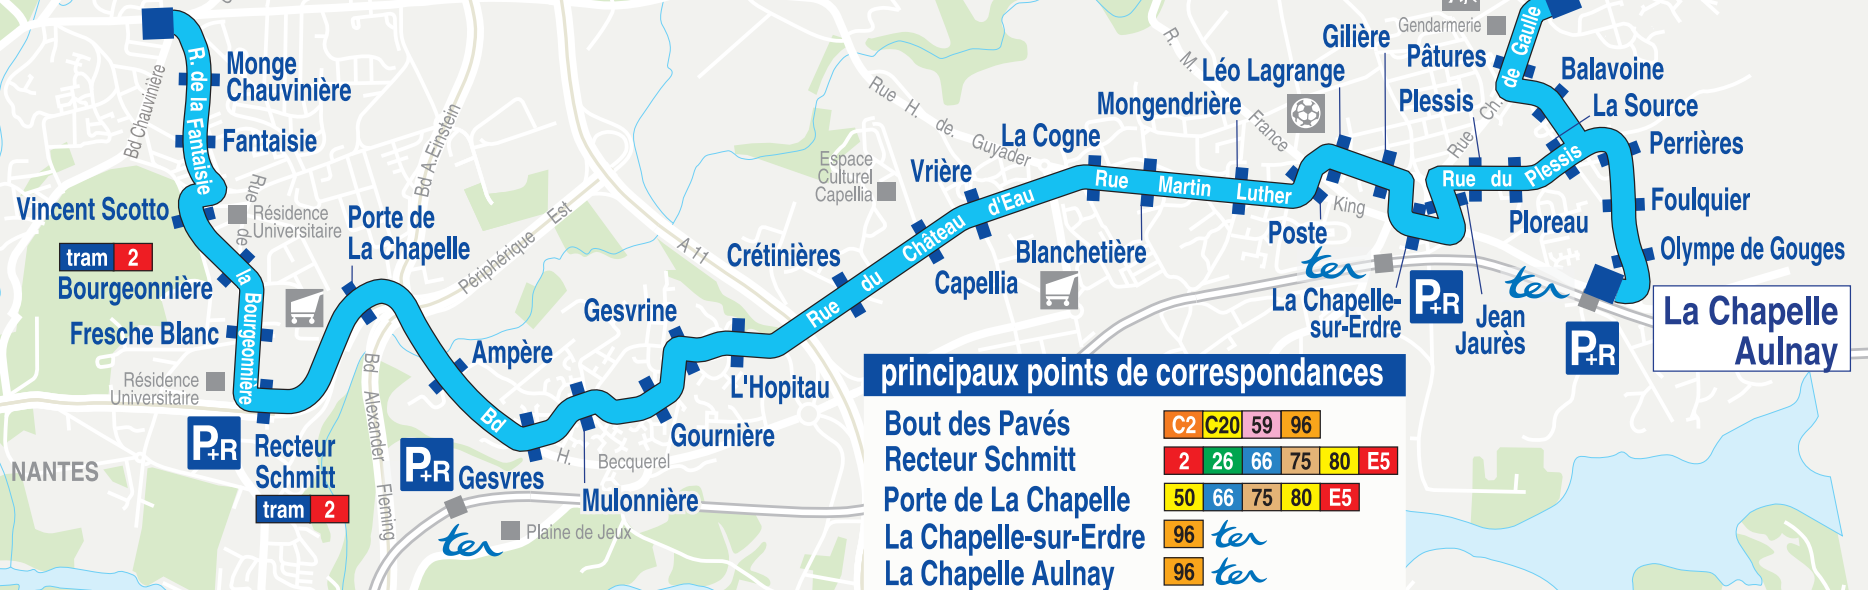 Monge
Chauvinière
Fantaisie
Vincent Scotto
tram 2
Bourgeonnière
Fresche Blanc
Recteur
Schmitt
tram 2
P+R
NANTES
Bd Chauvinière
R. de la Fantaisie
Rue de la Bourgeonnière
Résidence
Universitaire
Résidence
Universitaire
Porte de
La Chapelle
Bd A.Einstein
Périphérique Est
Bd Alexander Fleming
Ampère
P+R
Gesvres
ter
Plaine de Jeux
Bd H. Becquerel
Mulonnière
Gesvrine
Gournière
L'Hopitau
A 11
Crétinières
Rue du Château d'Eau
Capellia
Vrière
Espace
Culturel
Capellia
Rue H. de. Guyader
La Cogne
Mongendrière
Blanchetière
Rue Martin Luther King
R. M. France
Léo Lagrange
Gilière
Poste
ter
La Chapelle-
sur-Erdre
P+R
Jean
Jaurès
Plessis
Pâtures
Gendarmerie
Rue Ch. de Gaulle
Balavoine
La Source
Perrières
Rue du Plessis
Ploreau
Foulquier
Olympe de Gouges
ter
P+R
La Chapelle
Aulnay
principaux points de correspondances
Bout des Pavés C2 C20 59 96
Recteur Schmitt 2 26 66 75 80 E5
Porte de La Chapelle 50 66 75 80 E5
La Chapelle-sur-Erdre 96 ter
La Chapelle Aulnay 96 ter